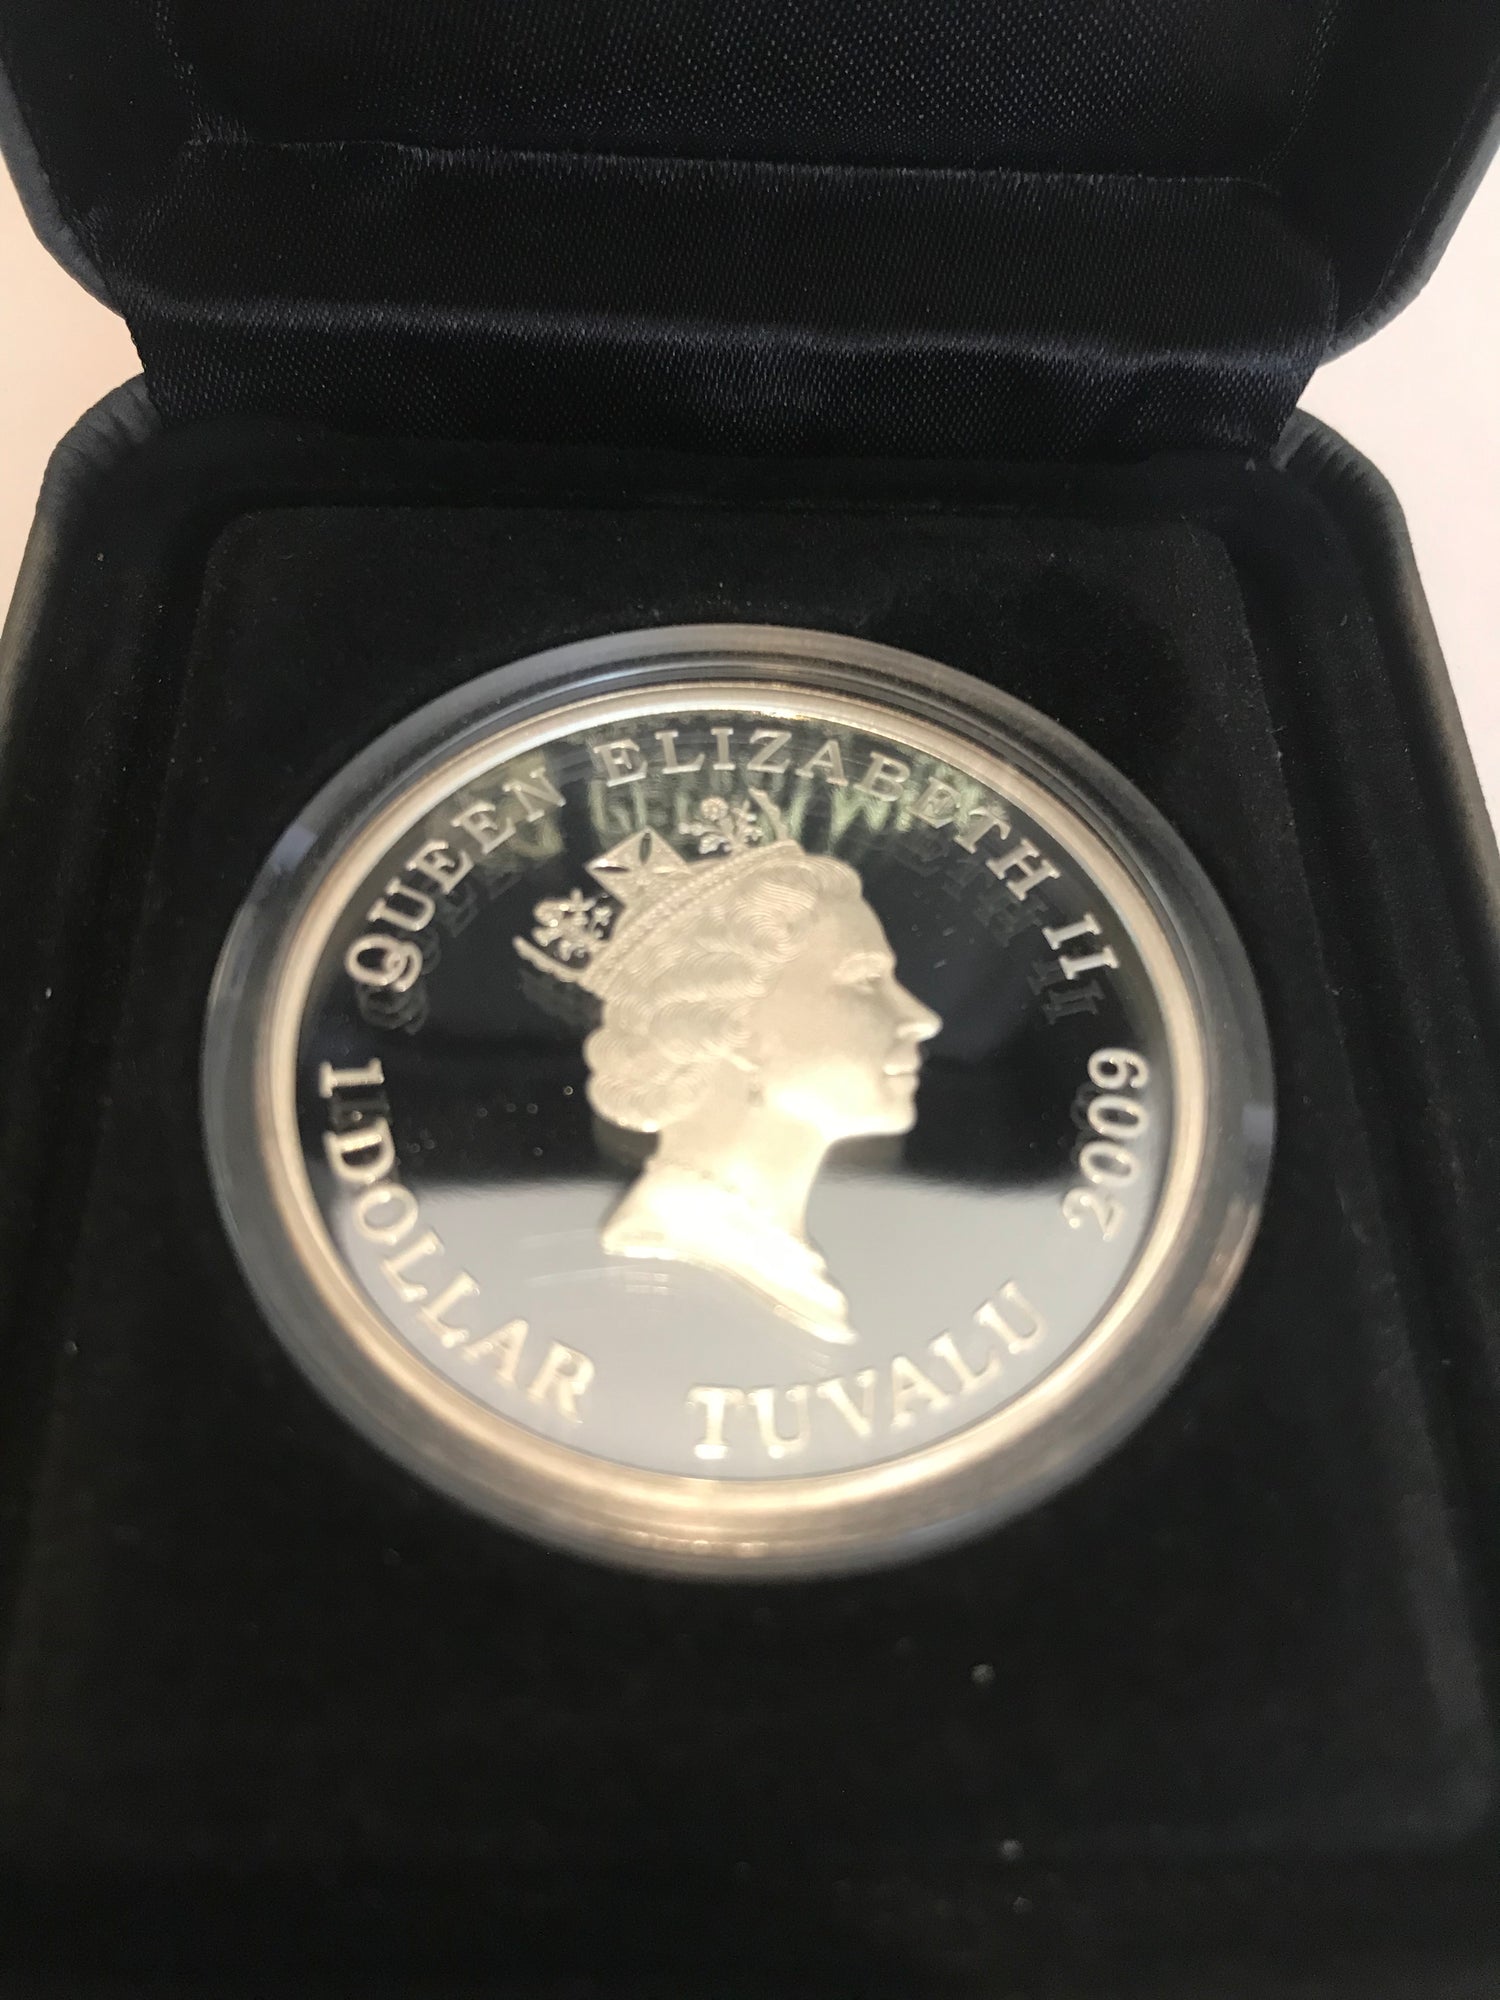 QUEEN ELIZABETH II 2009
1 DOLLAR TUVALU